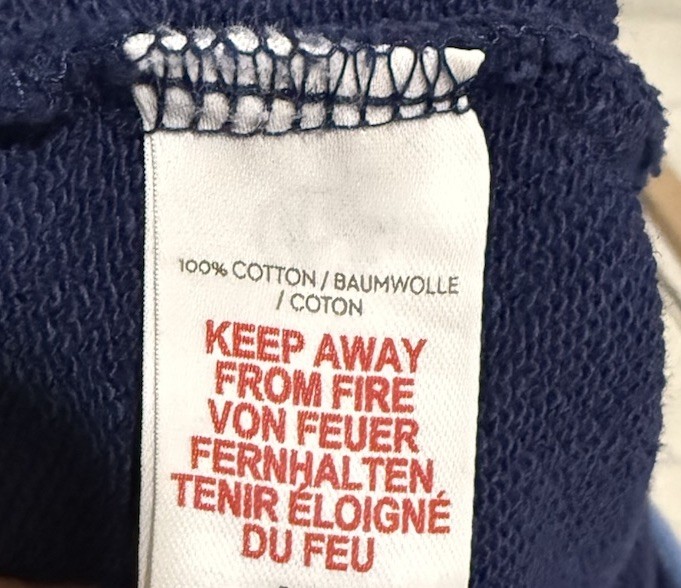 100% COTTON / BAUMWOLLE
/ COTON
KEEP AWAY
FROM FIRE
VON FEUER
FERNHALTEN
TENIR ÉLOIGNÉ
DU FEU